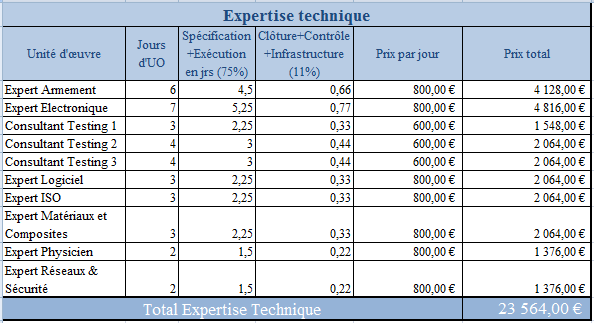 Expertise technique
Unité d'œuvre Jours d'UO Spécification +Exécution en jrs (75%) Clôture+Contrôle +Infrastructure (11%) Prix par jour Prix total
Expert Armement 6 4,5 0,66 800,00 € 4 128,00 €
Expert Electronique 7 5,25 0,77 800,00 € 4 816,00 €
Consultant Testing 1 3 2,25 0,33 600,00 € 1 548,00 €
Consultant Testing 2 4 3 0,44 600,00 € 2 064,00 €
Consultant Testing 3 4 3 0,44 600,00 € 2 064,00 €
Expert Logiciel 3 2,25 0,33 800,00 € 2 064,00 €
Expert ISO 3 2,25 0,33 800,00 € 2 064,00 €
Expert Matériaux et
Composites 3 2,25 0,33 800,00 € 2 064,00 €
Expert Physicien 2 1,5 0,22 800,00 € 1 376,00 €
Expert Réseaux &
Sécurité 2 1,5 0,22 800,00 € 1 376,00 €
Total Expertise Technique 23 564,00 €